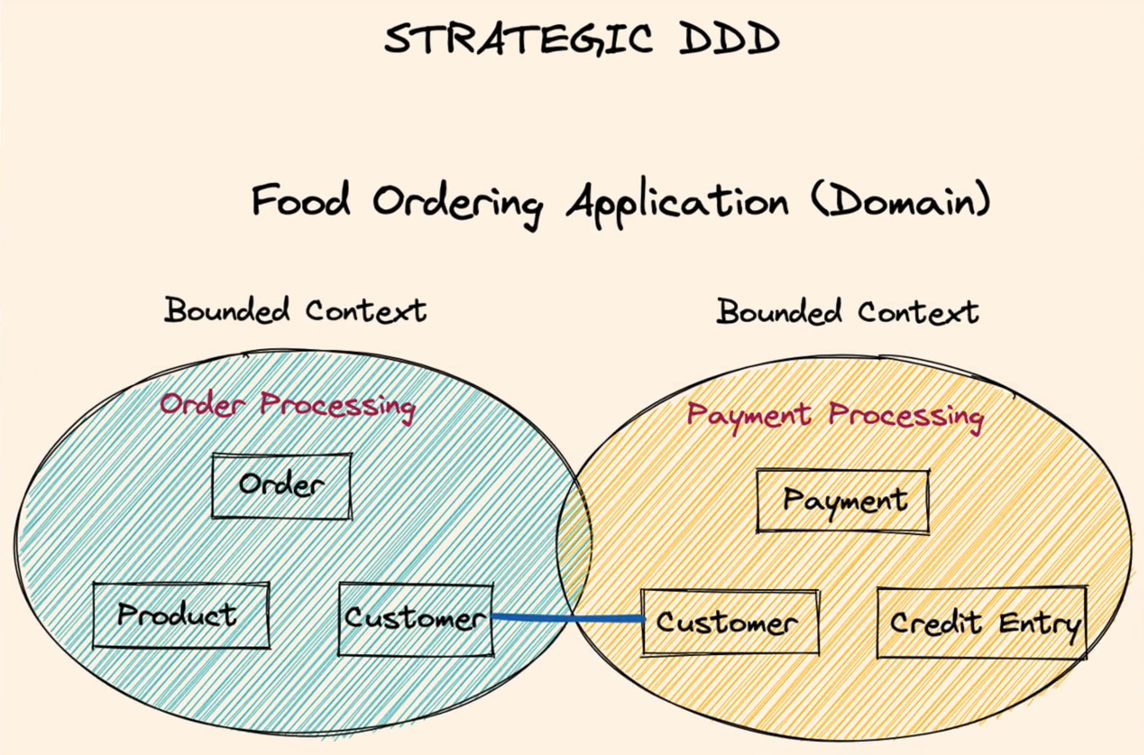 STRATEGIC DDD
Food Ordering Application (Domain)
Bounded Context
Bounded Context
Order Processing
Payment Processing
Order
Payment
Product
Customer
Customer
Credit Entry